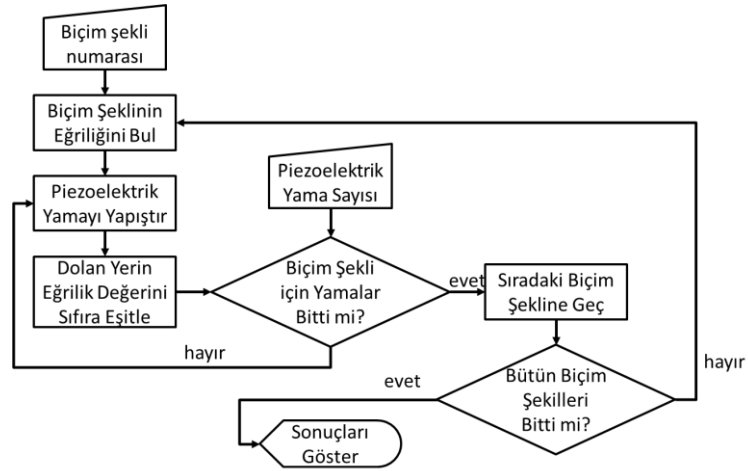 Biçim şekli
numarası
Biçim Şeklinin
Eğriliğini Bul
Piezoelektrik
Yamayı Yapıştır
Dolan Yerin
Eğrilik Değerini
Sıfıra Eşitle
Piezoelektrik
Yama Sayısı
Biçim Şekli
için Yamalar
Bitti mi?
evet
hayır
Sıradaki Biçim
Şekline Geç
Bütün Biçim
Şekilleri
Bitti mi?
hayır
evet
Sonuçları
Göster